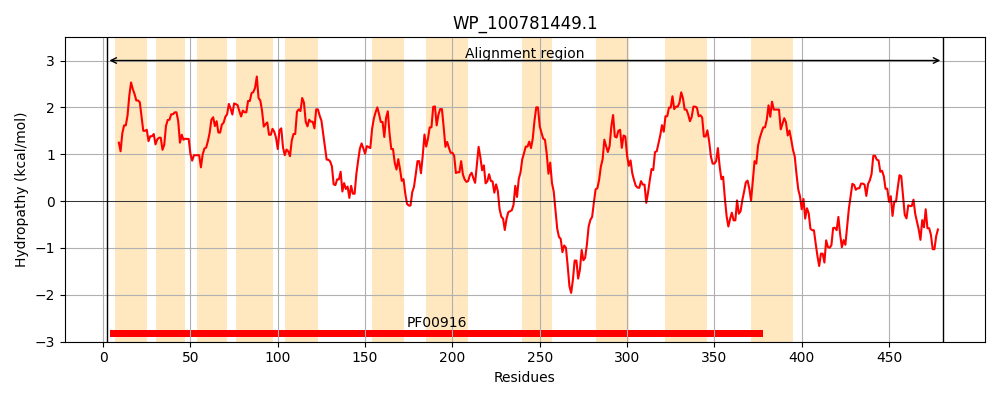 WP_100781449.1
Alignment region
3
2
1
0
−1
−2
−3
Hydropathy (kcal/mol)
PF00916
0 50 100 150 200 250 300 350 400 450
Residues